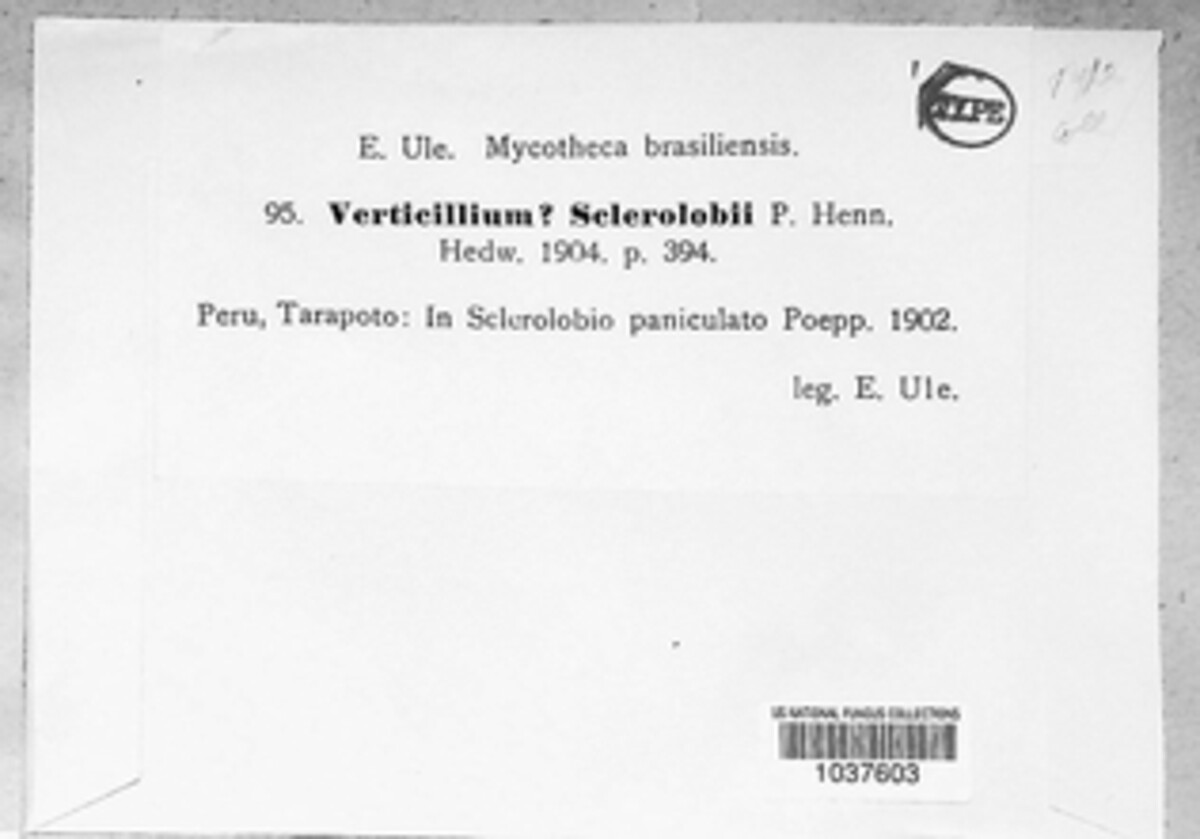 TYPE
E. Ule. Mycotheca brasiliensis.
95. Verticillium? Sclerolobii P. Henn.
Hedw. 1904. p. 394.
Peru, Tarapoto: In Sclerolobio paniculato Poepp. 1902.
leg. E. Ule.
US NATIONAL FUNGUS COLLECTIONS
1037603